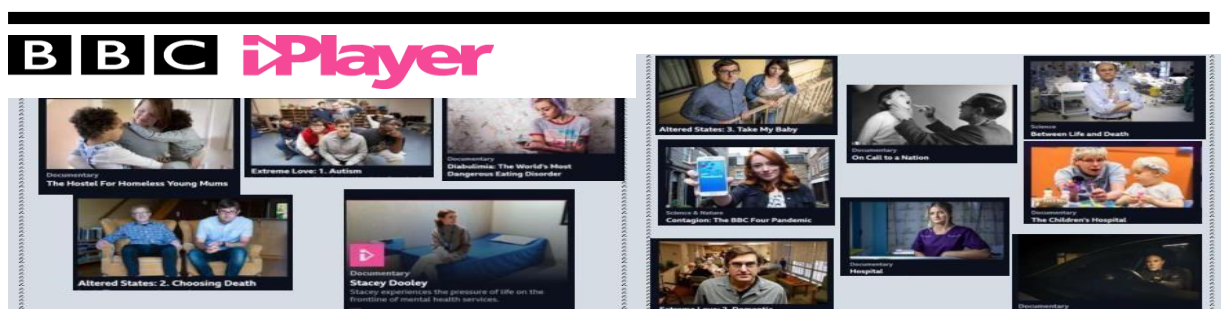 BBC iPlayer
Documentary
The Hostel For Homeless Young Mums
Extreme Love: 1. Autism
Documentary
Diabulimia: The World's Most
Dangerous Eating Disorder
Altered States: 2. Choosing Death
Documentary
Stacey Dooley
Stacey experiences the pressure of life on the
frontline of mental health services.
Altered States: 3. Take My Baby
Documentary
On Call to a Nation
Science
Between Life and Death
Science & Nature
Contagion: The BBC Four Pandemic
Documentary
The Children's Hospital
Documentary
Hospital
Documentary